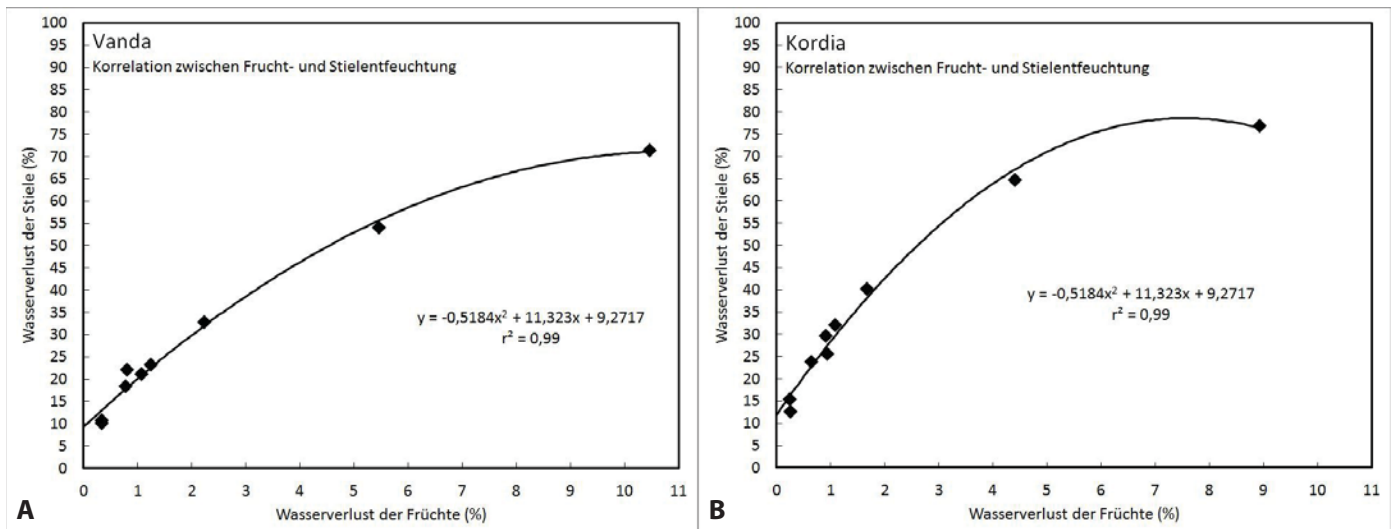 Vanda
Korrelation zwischen Frucht- und Stielentfeuchtung
Wasserverlust der Stiele (%)
100
95
90
85
80
75
70
65
60
55
50
45
40
35
30
25
20
15
10
5
0
y = -0,5184x² + 11,323x + 9,2717
r² = 0,99
0 1 2 3 4 5 6 7 8 9 10 11
Wasserverlust der Früchte (%)
A
Kordia
Korrelation zwischen Frucht- und Stielentfeuchtung
Wasserverlust der Stiele (%)
100
95
90
85
80
75
70
65
60
55
50
45
40
35
30
25
20
15
10
5
0
y = -0,5184x² + 11,323x + 9,2717
r² = 0,99
0 1 2 3 4 5 6 7 8 9 10 11
Wasserverlust der Früchte (%)
B